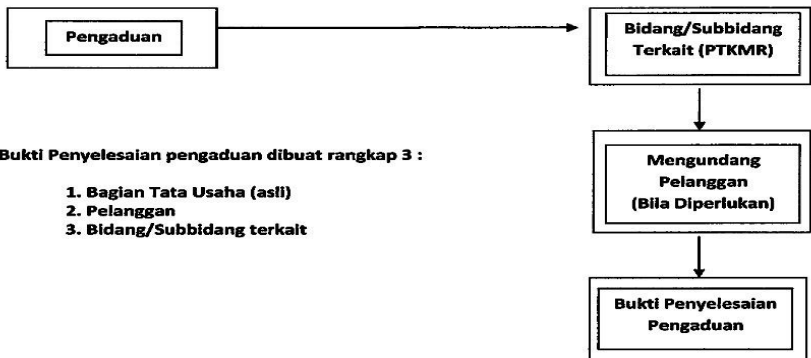 Pengaduan
Bidang/Subbidang
Terkait (PTKMR)
Bukti Penyelesaian pengaduan dibuat rangkap 3 :
1. Bagian Tata Usaha (asli)
2. Pelanggan
3. Bidang/Subbidang terkait
Mengundang
Pelanggan
(Bila Diperlukan)
Bukti Penyelesaian
Pengaduan